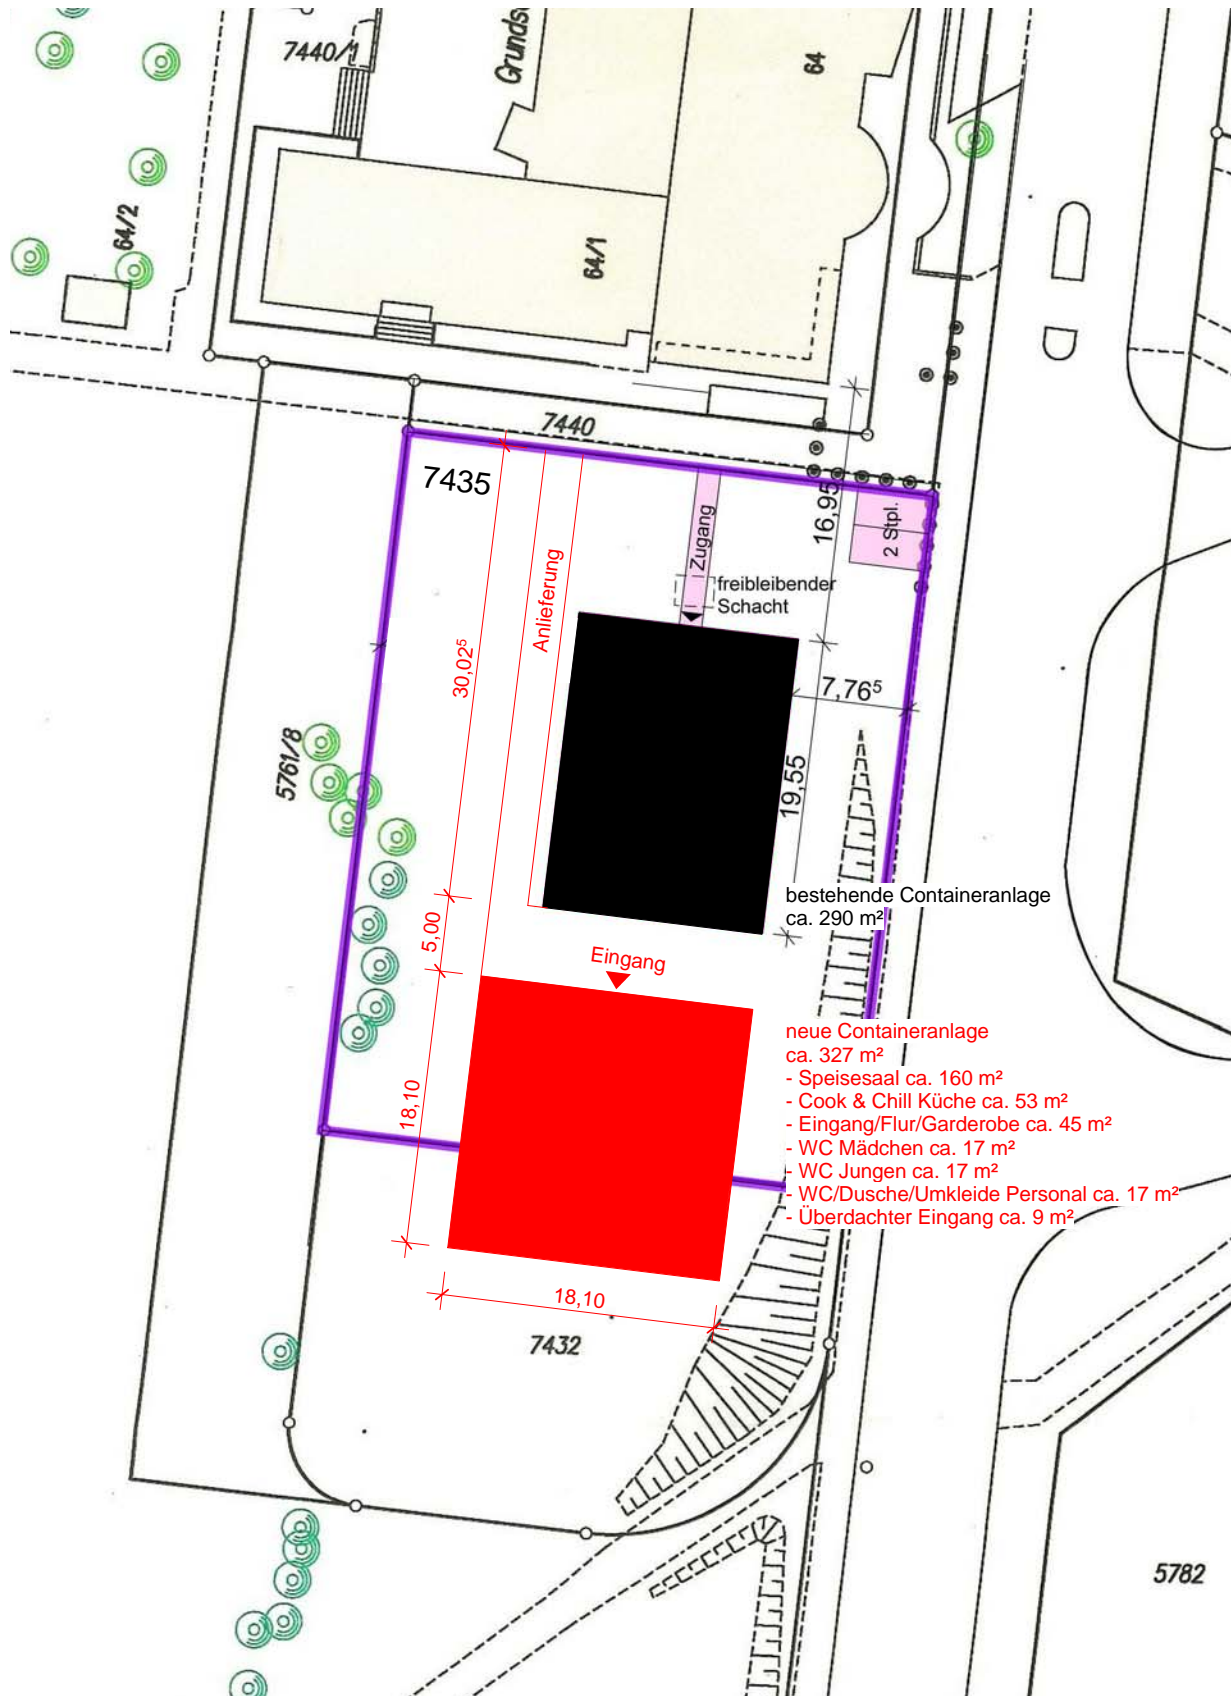 7440/1
Grunds
64
64/2
64/1
7440
7435
Anlieferung
Zugang
16,95
2 Stpl.
freibleibender
Schacht
30,02⁵
7,76⁵
5761/8
19,55
bestehende Containeranlage
ca. 290 m²
5,00
Eingang
neue Containeranlage
ca. 327 m²
- Speisesaal ca. 160 m²
- Cook & Chill Küche ca. 53 m²
- Eingang/Flur/Garderobe ca. 45 m²
- WC Mädchen ca. 17 m²
- WC Jungen ca. 17 m²
- WC/Dusche/Umkleide Personal ca. 17 m²
- Überdachter Eingang ca. 9 m²
18,10
18,10
7432
5782